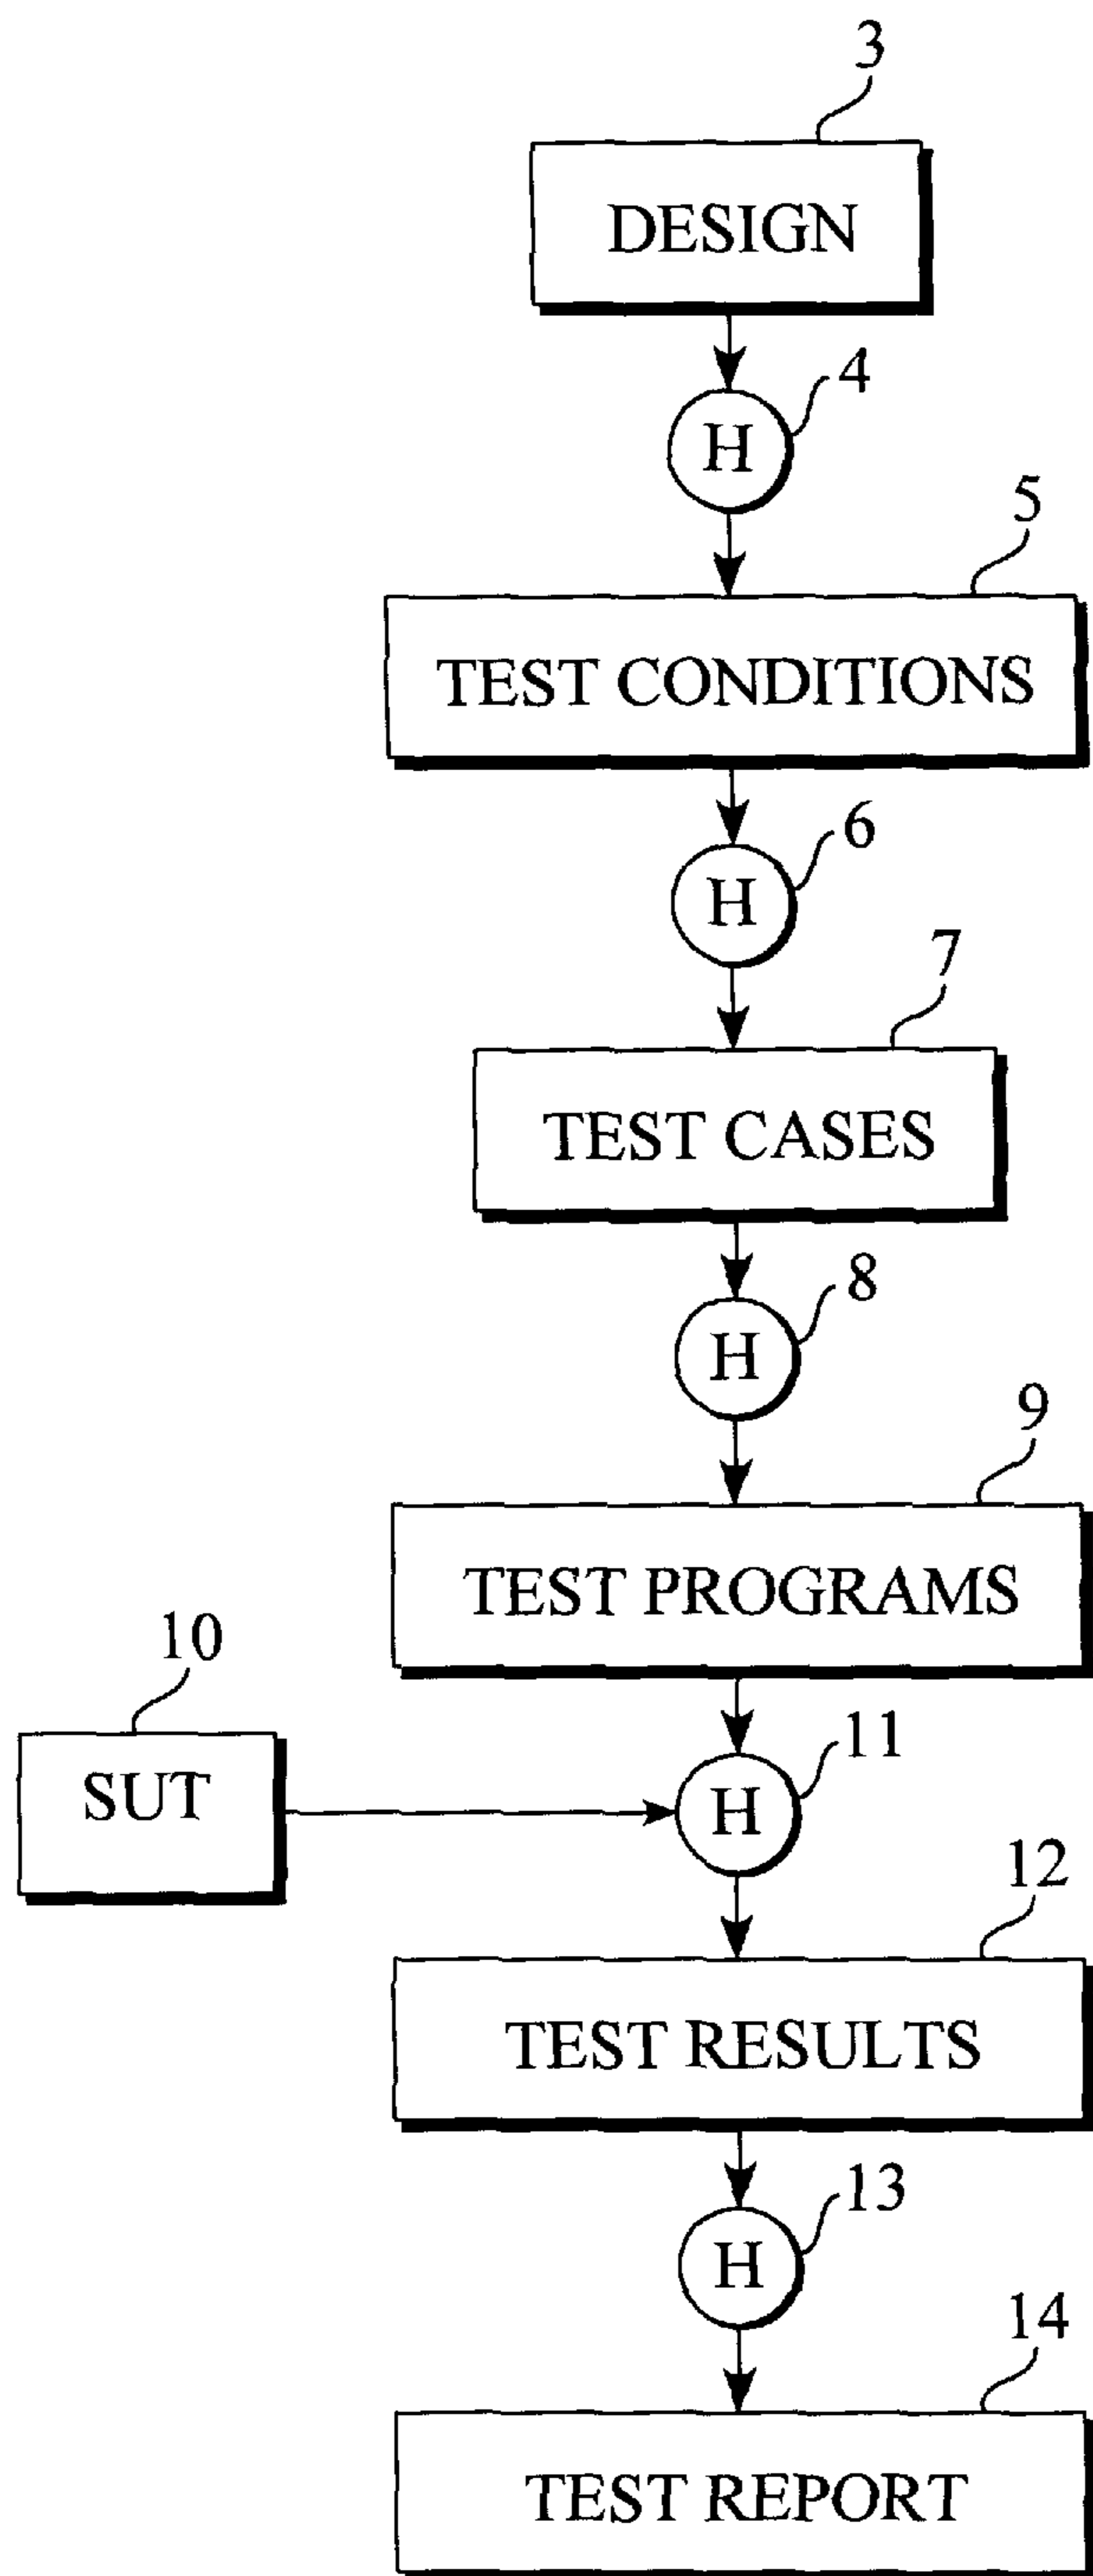 3
DESIGN
4
H
5
TEST CONDITIONS
6
H
7
TEST CASES
8
H
9
TEST PROGRAMS
10
SUT
11
H
12
TEST RESULTS
13
H
14
TEST REPORT